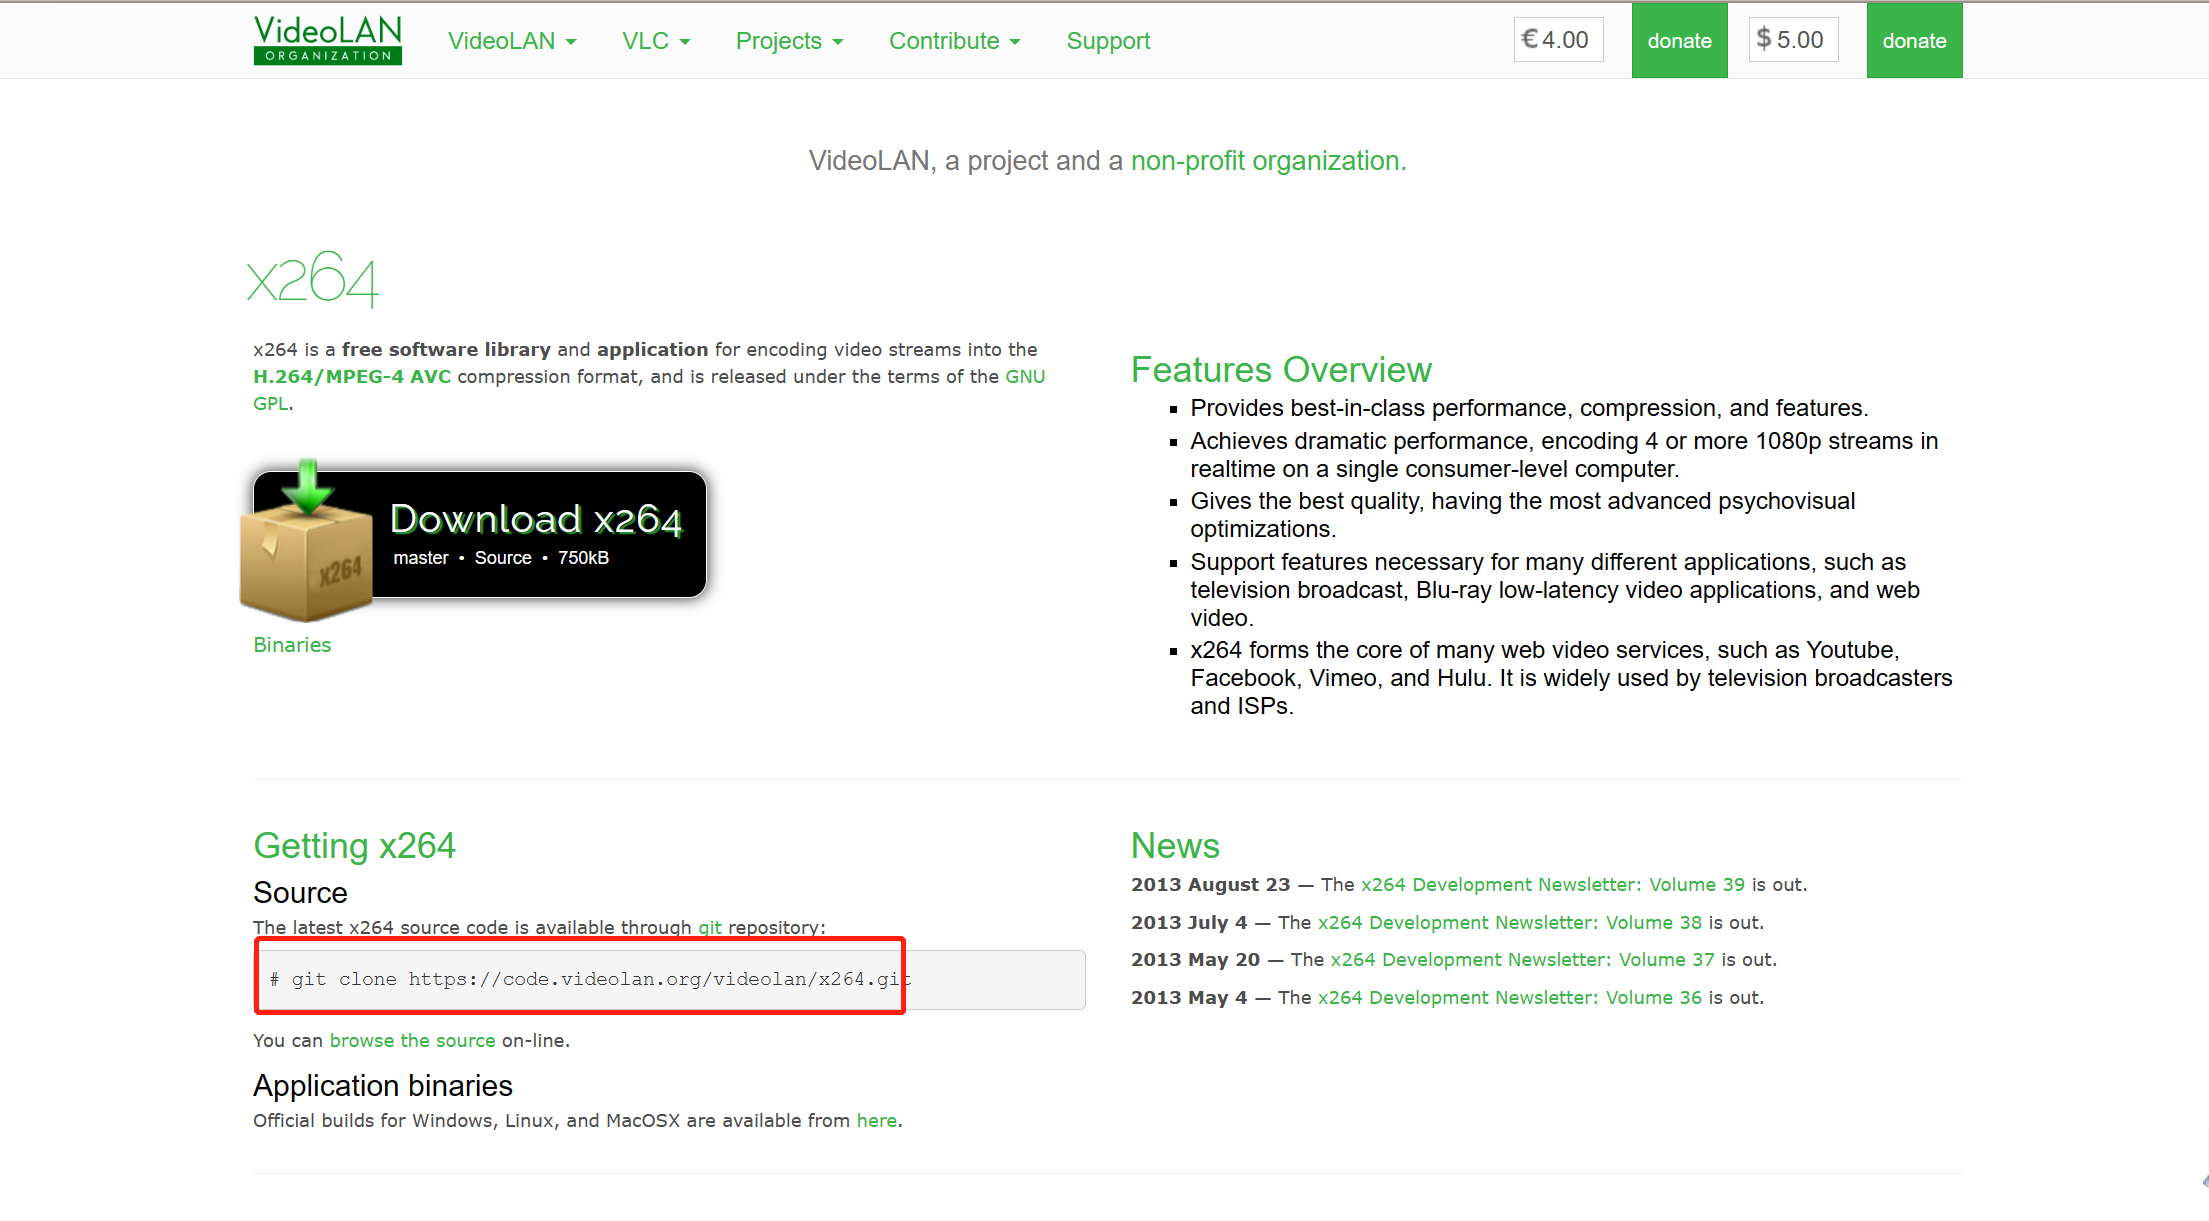 VideoLAN
ORGANIZATION
VideoLAN
VLC
Projects
Contribute
Support
€ 4.00
donate
$ 5.00
donate
VideoLAN, a project and a non-profit organization.
x264
x264 is a free software library and application for encoding video streams into the
H.264/MPEG-4 AVC compression format, and is released under the terms of the GNU
GPL.
Download x264
master • Source • 750kB
x264
Binaries
Features Overview
Provides best-in-class performance, compression, and features.
Achieves dramatic performance, encoding 4 or more 1080p streams in
realtime on a single consumer-level computer.
Gives the best quality, having the most advanced psychovisual
optimizations.
Support features necessary for many different applications, such as
television broadcast, Blu-ray low-latency video applications, and web
video.
x264 forms the core of many web video services, such as Youtube,
Facebook, Vimeo, and Hulu. It is widely used by television broadcasters
and ISPs.
Getting x264
Source
The latest x264 source code is available through git repository:
# git clone https://code.videolan.org/videolan/x264.git
You can browse the source on-line.
Application binaries
Official builds for Windows, Linux, and MacOSX are available from here.
News
2013 August 23 — The x264 Development Newsletter: Volume 39 is out.
2013 July 4 — The x264 Development Newsletter: Volume 38 is out.
2013 May 20 — The x264 Development Newsletter: Volume 37 is out.
2013 May 4 — The x264 Development Newsletter: Volume 36 is out.